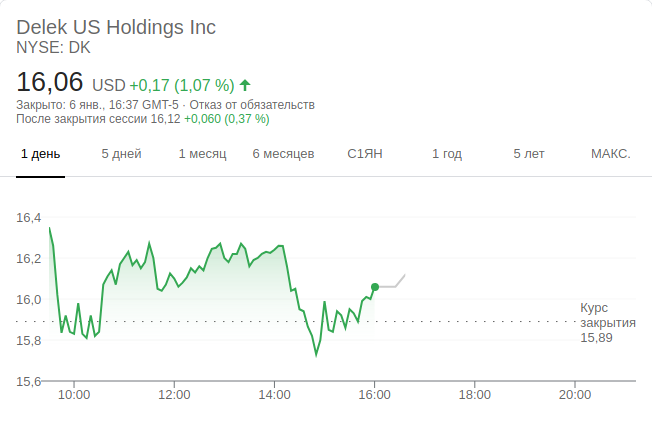 Delek US Holdings Inc
NYSE: DK
16,06 USD +0,17 (1,07 %)
Закрыто: 6 янв., 16:37 GMT-5 · Отказ от обязательств
После закрытия сессии 16,12 +0,060 (0,37 %)
1 день 5 дней 1 месяц 6 месяцев С1ЯН 1 год 5 лет МАКС.
16,4
16,2
16,0
Курс
закрытия
15,89
15,8
15,6
10:00 12:00 14:00 16:00 18:00 20:00